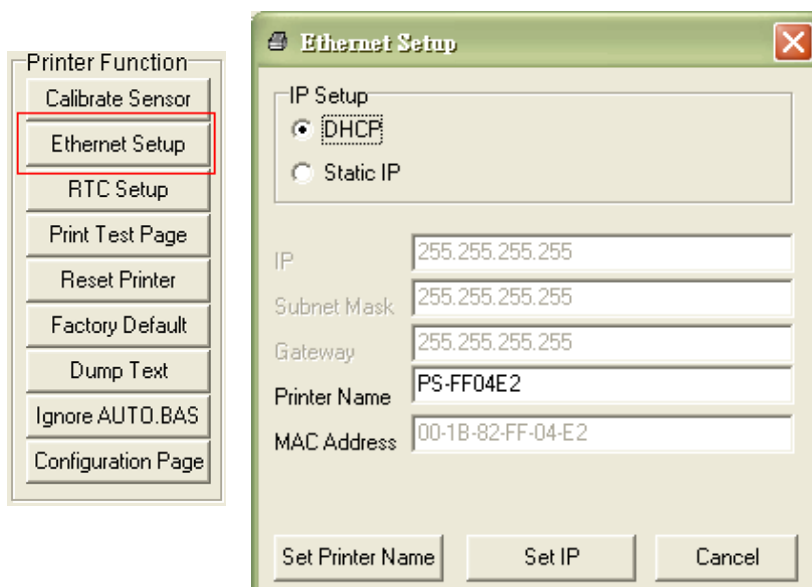 Printer Function
Calibrate Sensor
Ethernet Setup
RTC Setup
Print Test Page
Reset Printer
Factory Default
Dump Text
Ignore AUTO.BAS
Configuration Page
Ethernet Setup
IP Setup
DHCP
Static IP
IP 255.255.255.255
Subnet Mask 255.255.255.255
Gateway 255.255.255.255
Printer Name PS-FF04E2
MAC Address 00-1B-82-FF-04-E2
Set Printer Name Set IP Cancel